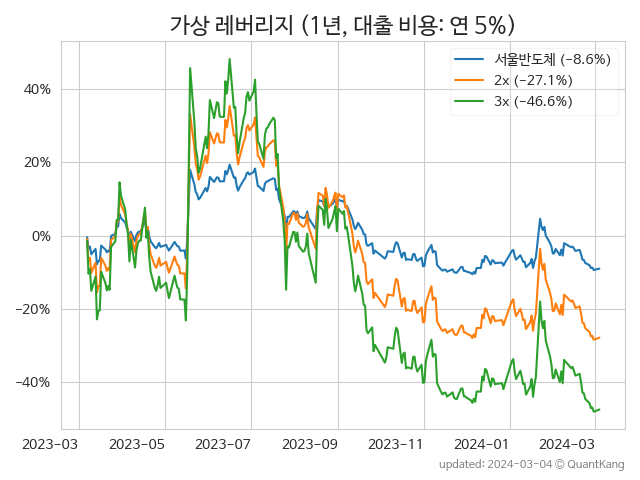 가상 레버리지 (1년, 대출 비용: 연 5%)
서울반도체 (−8.6%)
2x (−27.1%)
3x (−46.6%)
40%
20%
0%
−20%
−40%
2023−03 2023−05 2023−07 2023−09 2023−11 2024−01 2024−03
updated: 2024−03−04 © QuantKang